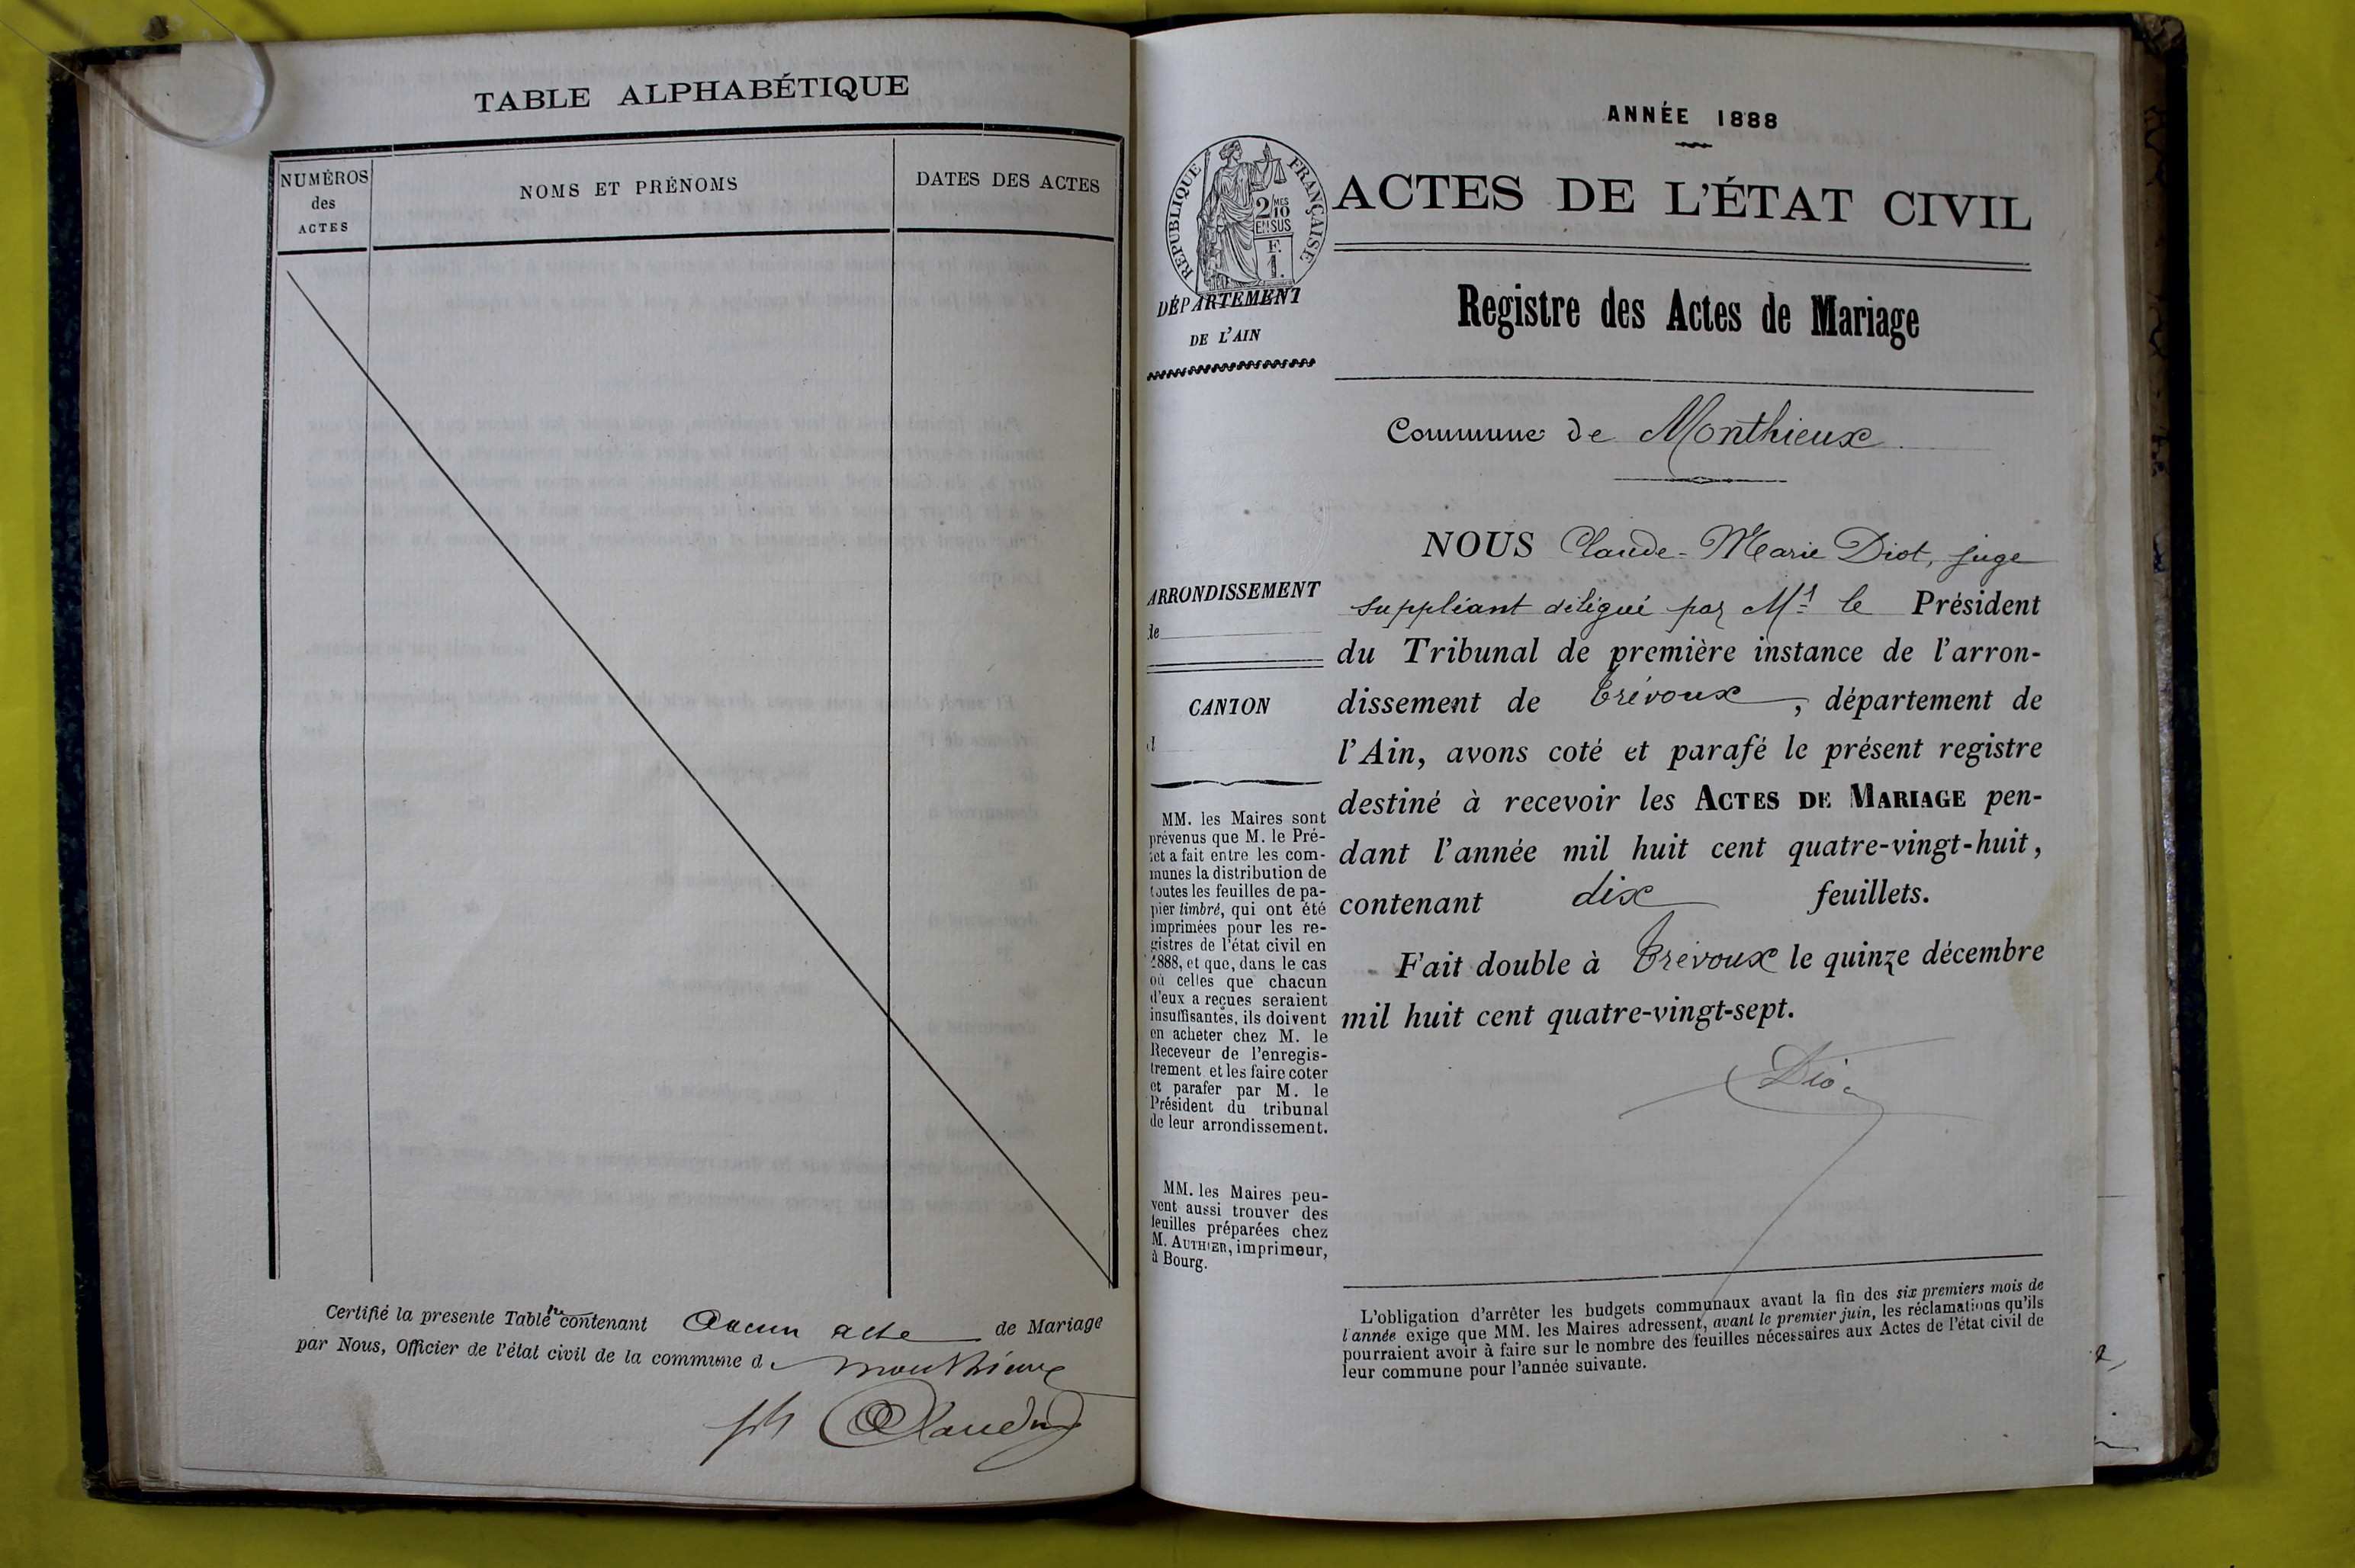 TABLE ALPHABÉTIQUE
NUMÉROS
des
ACTES
NOMS ET PRÉNOMS
DATES DES ACTES
Certifié la presente Table contenant Aucun acte de Mariage
par Nous, Officier de l'état civil de la commune de Monthieux
ANNÉE 1888
RÉPUBLIQUE FRANÇAISE
2 MES
10
EN SUS
F.
1.
ACTES DE L'ÉTAT CIVIL
DÉPARTEMENT
DE L'AIN
Registre des Actes de Mariage
Commune de Monthieux
ARRONDISSEMENT
de
CANTON
d
MM. les Maires sont
prévenus que M. le Pré-
fet a fait entre les com-
munes la distribution de
toutes les feuilles de pa-
pier timbré, qui ont été
imprimées pour les re-
gistres de l'état civil en
1888, et que, dans le cas
où celles que chacun
d'eux a reçues seraient
insuffisantes, ils doivent
en acheter chez M. le
Receveur de l'enregis-
trement et les faire coter
et parafer par M. le
Président du tribunal
de leur arrondissement.
MM. les Maires peu-
vent aussi trouver des
feuilles préparées chez
M. AUTHIER, imprimeur,
à Bourg.
NOUS Claude-Marie Diot, juge
suppléant délégué par Mr le Président
du Tribunal de première instance de l'arron-
dissement de Trévoux, département de
l'Ain, avons coté et parafé le présent registre
destiné à recevoir les ACTES DE MARIAGE pen-
dant l'année mil huit cent quatre-vingt-huit,
contenant dix feuillets.
Fait double à Trévoux le quinze décembre
mil huit cent quatre-vingt-sept.
Diot
L'obligation d'arrêter les budgets communaux avant la fin des six premiers mois de
l'année exige que MM. les Maires adressent, avant le premier juin, les réclamations qu'ils
pourraient avoir à faire sur le nombre des feuilles nécessaires aux Actes de l'état civil de
leur commune pour l'année suivante.